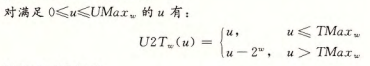 对满足 0≤u≤UMax_w 的 u 有：
U2T_w(u) = { u, u ≤ TMax_w
u − 2^w, u > TMax_w